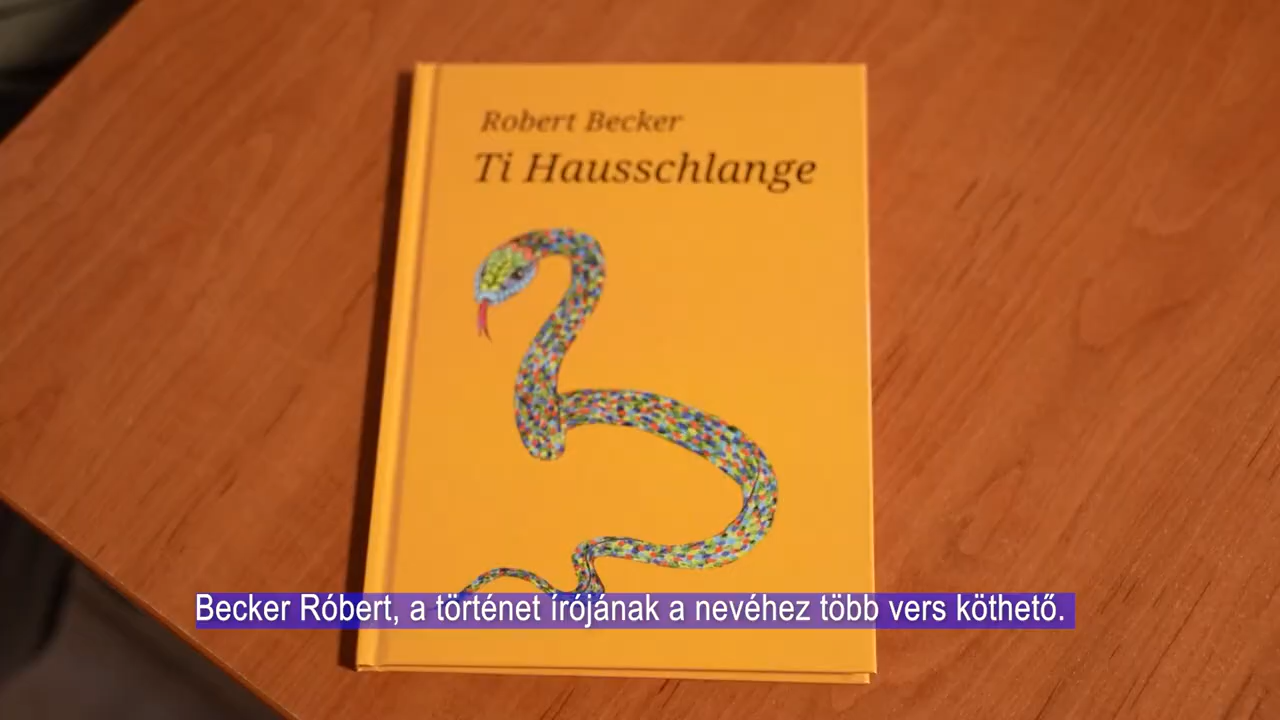 Robert Becker
Ti Hausschlange
Becker Róbert, a történet írójának a nevéhez több vers köthető.